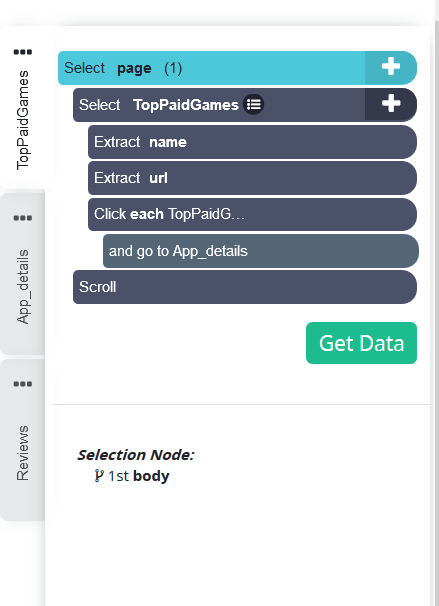 TopPaidGames
App_details
Reviews
Select page (1)
Select TopPaidGames
Extract name
Extract url
Click each TopPaidG...
and go to App_details
Scroll
Get Data
Selection Node:
1st body